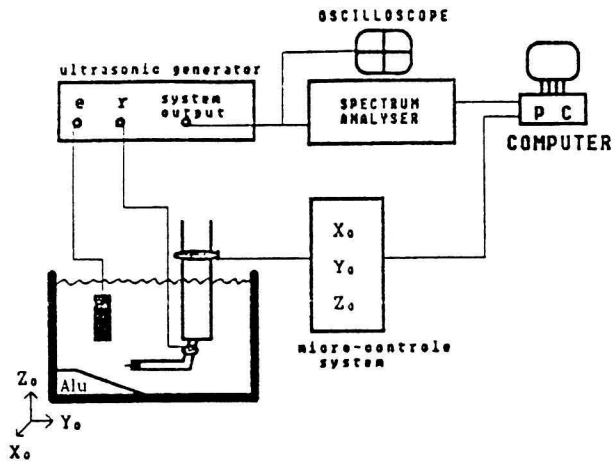 OSCILLOSCOPE
ultrasonic generator
e r system
output
SPECTRUM
ANALYSER
P C
COMPUTER
X₀
Y₀
Z₀
micro-controle
system
Alu
Z₀
Y₀
X₀